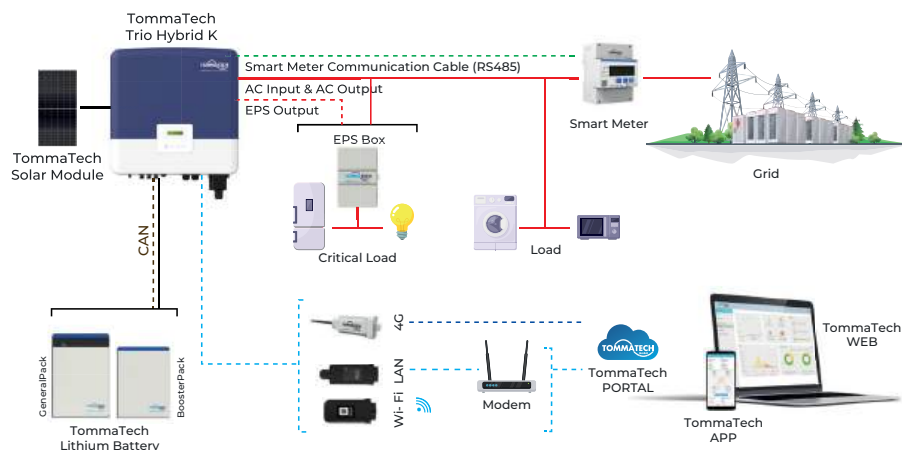 TommaTech
Trio Hybrid K
Smart Meter Communication Cable (RS485)
AC Input & AC Output
EPS Output
TommaTech
Solar Module
EPS Box
Critical Load
Load
Smart Meter
Grid
CAN
GeneralPack
BoosterPack
TommaTech
Lithium Battery
4G
LAN
Wi- Fi
Modem
TOMMATECH
TommaTech
PORTAL
TommaTech
WEB
TommaTech
APP